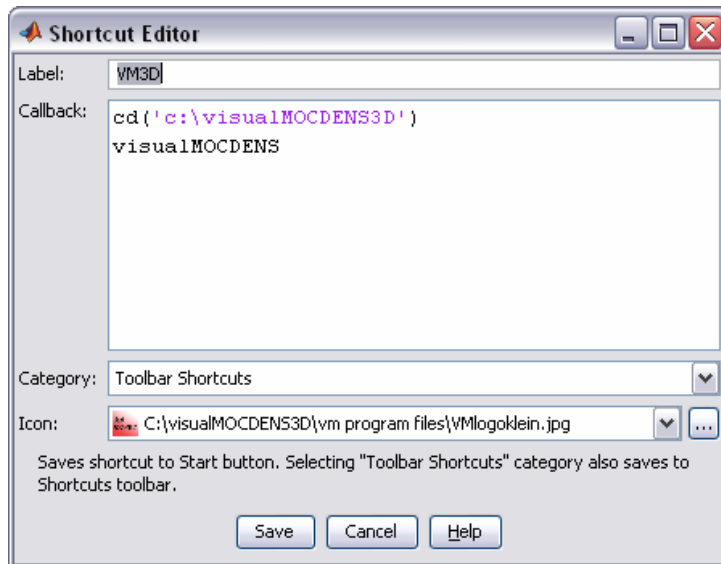 Shortcut Editor
Label: VM3D
Callback: cd('c:\visualMOCDENS3D')
visualMOCDENS
Category: Toolbar Shortcuts
Icon: C:\visualMOCDENS3D\vm program files\VMlogoklein.jpg ...
Saves shortcut to Start button. Selecting "Toolbar Shortcuts" category also saves to
Shortcuts toolbar.
Save Cancel Help